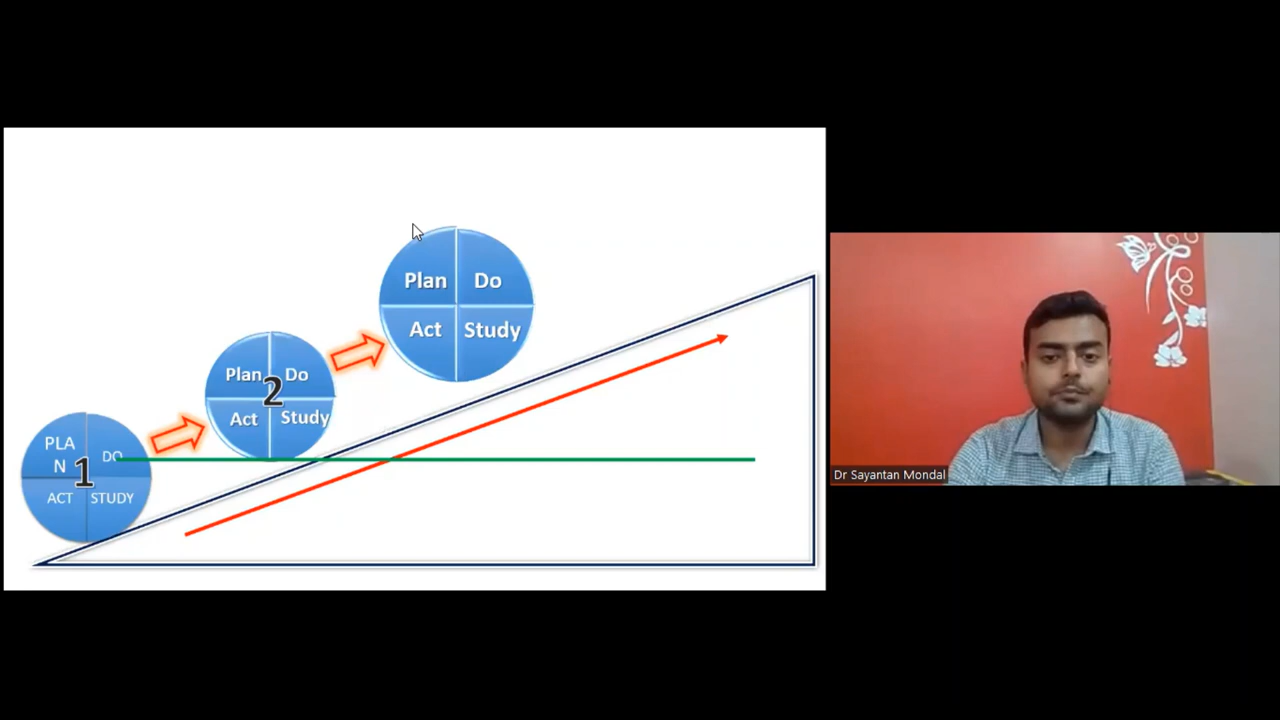 Plan Do
Act Study
Plan Do
2
Act Study
PLA
N DO
1
ACT STUDY
Dr Sayantan Mondal